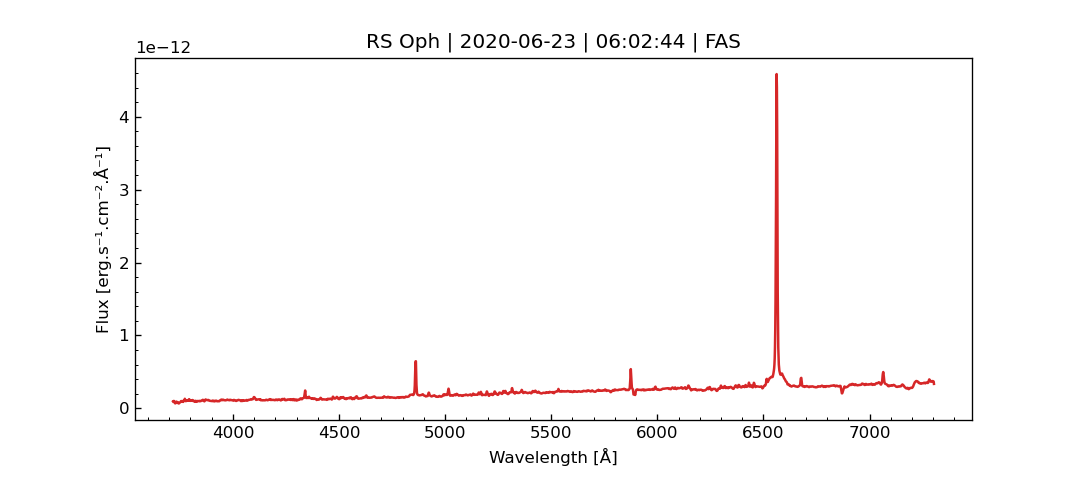 RS Oph | 2020-06-23 | 06:02:44 | FAS
1e−12
4
3
2
1
0
Flux [erg.s⁻¹.cm⁻².Å⁻¹]
4000 4500 5000 5500 6000 6500 7000
Wavelength [Å]